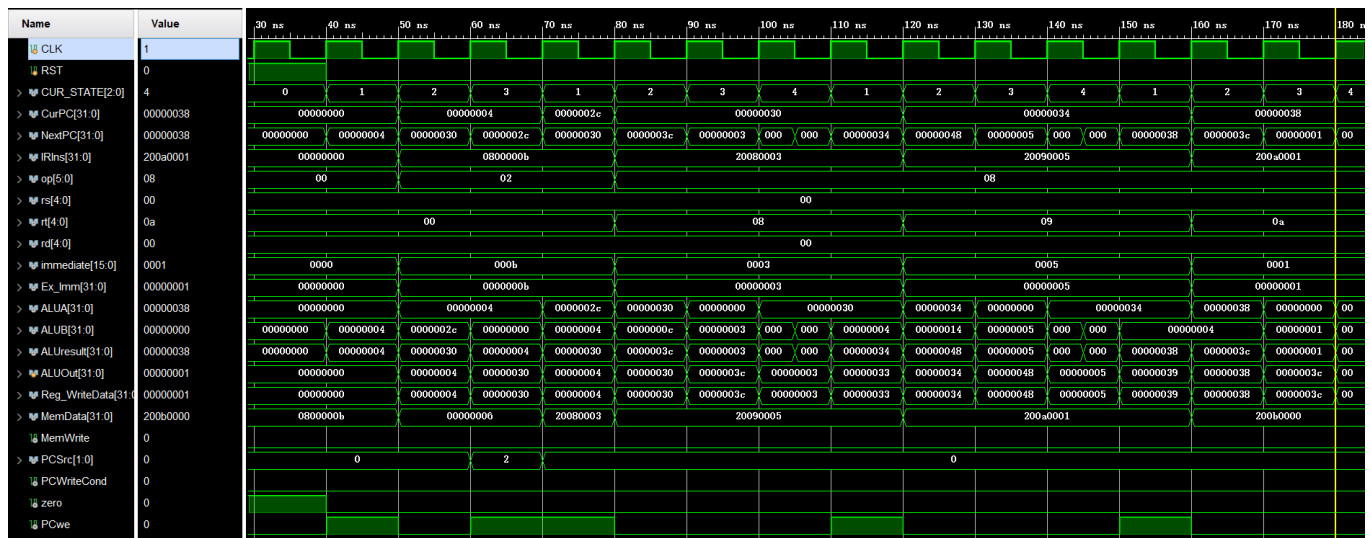 Name Value 30 ns 40 ns 50 ns 60 ns 70 ns 80 ns 90 ns 100 ns 110 ns 120 ns 130 ns 140 ns 150 ns 160 ns 170 ns 180 n
CLK 1
RST 0
CUR_STATE[2:0] 4 0 1 2 3 1 2 3 4 1 2 3 4 1 2 3 4
CurPC[31:0] 00000038 00000000 00000004 0000002c 00000030 00000034 00000038
NextPC[31:0] 00000038 00000000 00000004 00000030 0000002c 00000030 0000003c 00000003 000 000 00000034 00000048 00000005 000 000 00000038 0000003c 00000001 00
IRIns[31:0] 200a0001 00000000 0800000b 20080003 20090005 200a0001
op[5:0] 08 00 02 08
rs[4:0] 00 00
rt[4:0] 0a 00 08 09 0a
rd[4:0] 00 00
immediate[15:0] 0001 0000 000b 0003 0005 0001
Ex_Imm[31:0] 00000001 00000000 0000000b 00000003 00000005 00000001
ALUA[31:0] 00000038 00000000 00000004 0000002c 00000030 00000000 00000030 00000034 00000000 00000034 00000038 00000000 00
ALUB[31:0] 00000000 00000000 00000004 0000002c 00000000 00000004 0000000c 00000003 000 000 00000004 00000014 00000005 000 000 00000004 00000001 00
ALUresult[31:0] 00000038 00000000 00000004 00000030 00000004 00000030 0000003c 00000003 000 000 00000034 00000048 00000005 000 000 00000038 0000003c 00000001 00
ALUOut[31:0] 00000001 00000000 00000004 00000030 00000004 00000030 0000003c 00000003 00000033 00000034 00000048 00000005 00000039 00000038 0000003c 00
Reg_WriteData[31:0 00000001 00000000 00000004 00000030 00000004 00000030 0000003c 00000003 00000033 00000034 00000048 00000005 00000039 00000038 0000003c 00
MemData[31:0] 200b0000 0800000b 00000006 20080003 20090005 200a0001 200b0000
MemWrite 0
PCSrc[1:0] 0 0 2 0
PCWriteCond 0
zero 0
PCwe 0